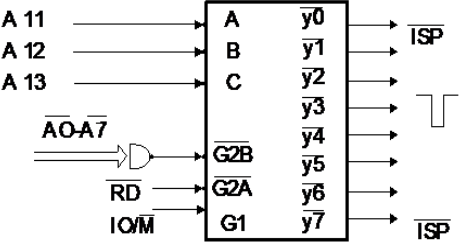 A 11 A y0 ISP
A 12 B y1
A 13 C y2
y3
AO-A7 y4
G2B y5
RD G2A y6
IO/M G1 y7 ISP